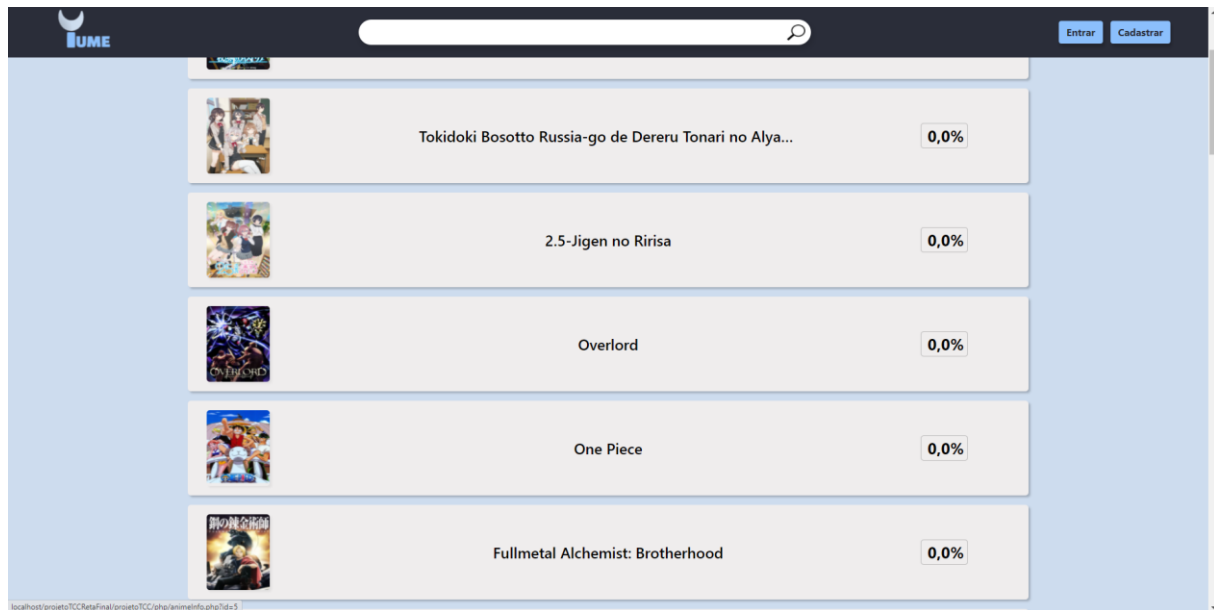 YUME
Entrar
Cadastrar
Tokidoki Bosotto Russia-go de Dereru Tonari no Alya...
0,0%
2.5-Jigen no Ririsa
0,0%
OVERLORD
Overlord
0,0%
One Piece
0,0%
鋼の錬金術師
Fullmetal Alchemist: Brotherhood
0,0%
localhost/projetoTCCRetaFinal/projetoTCC/php/animeInfo.php?id=5